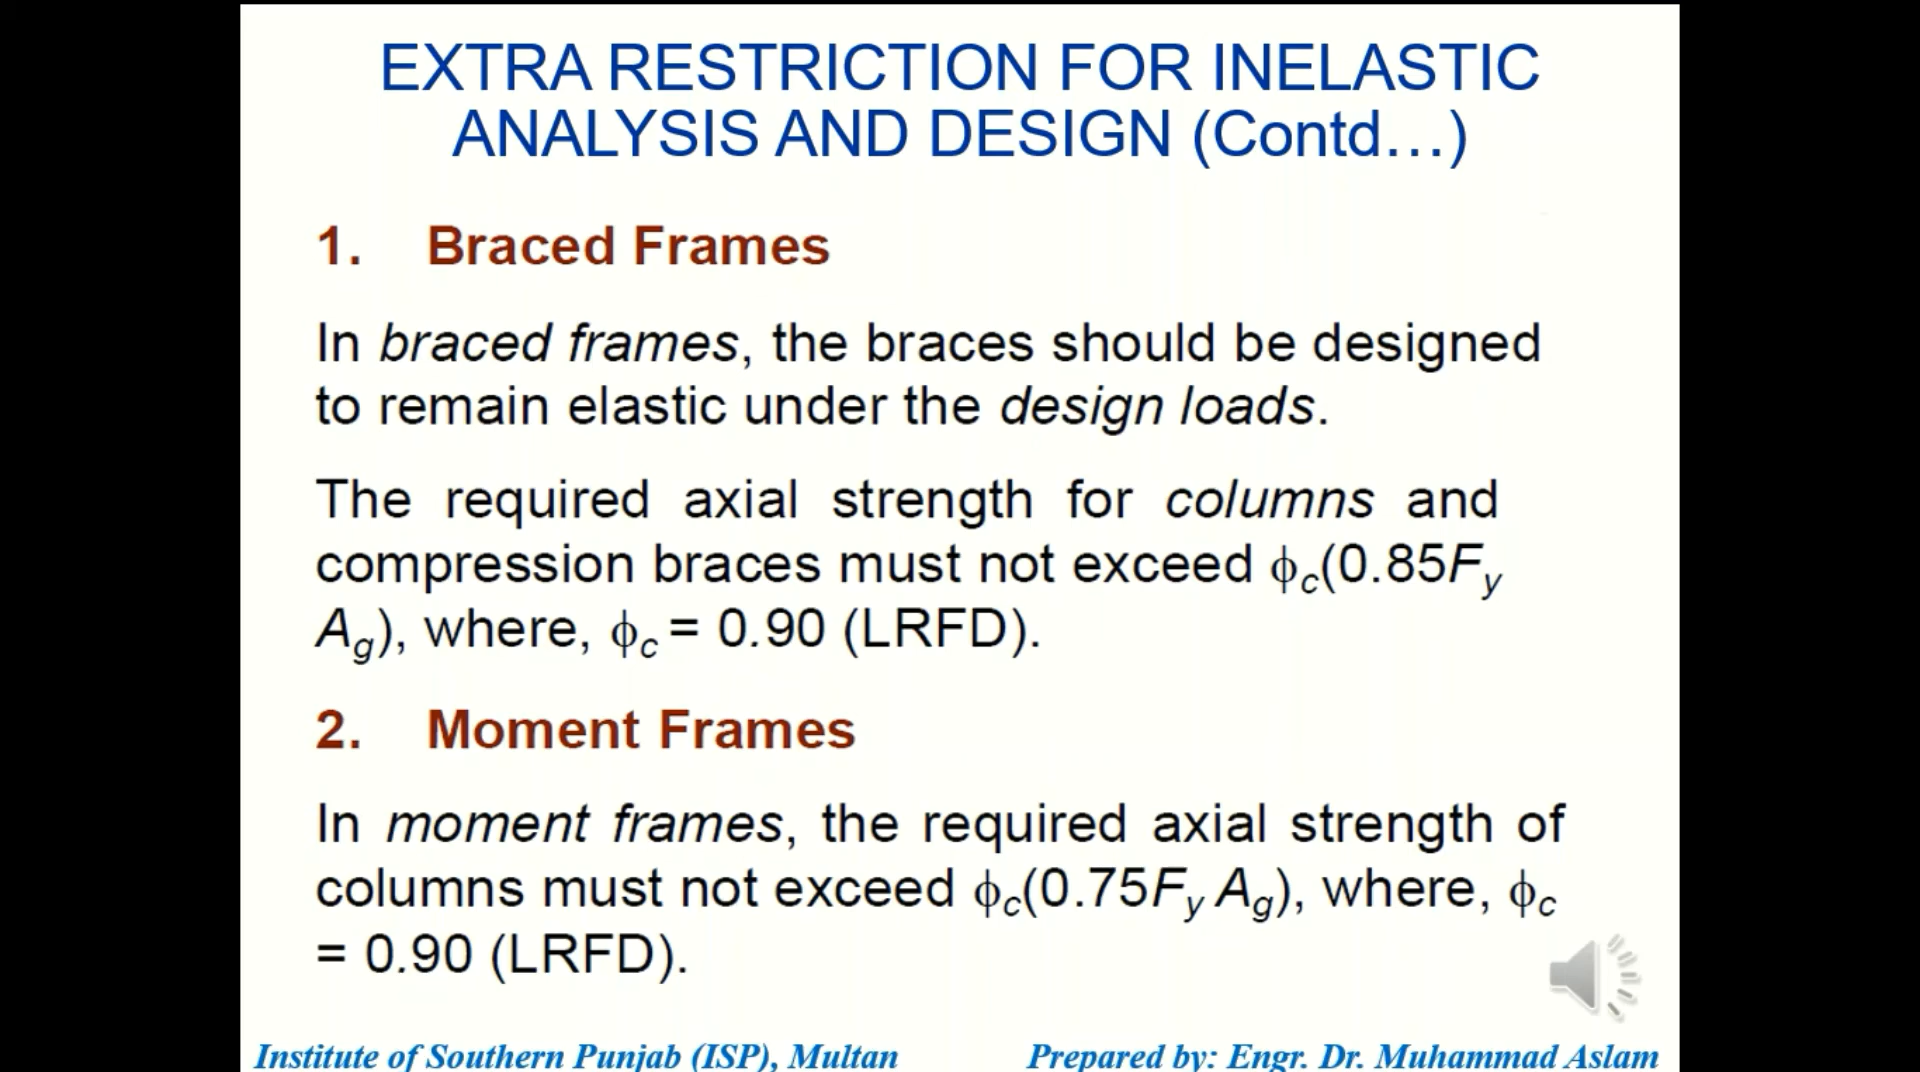 EXTRA RESTRICTION FOR INELASTIC
ANALYSIS AND DESIGN (Contd…)
1. Braced Frames
In braced frames, the braces should be designed
to remain elastic under the design loads.
The required axial strength for columns and
compression braces must not exceed ϕc(0.85Fy
Ag), where, ϕc = 0.90 (LRFD).
2. Moment Frames
In moment frames, the required axial strength of
columns must not exceed ϕc(0.75Fy Ag), where, ϕc
= 0.90 (LRFD).
Institute of Southern Punjab (ISP), Multan
Prepared by: Engr. Dr. Muhammad Aslam